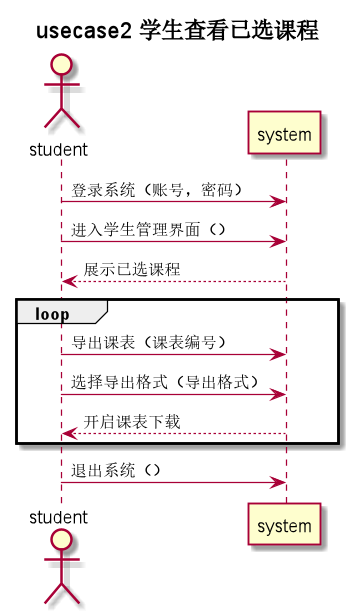 usecase2 学生查看已选课程
student
system
登录系统（账号，密码）
进入学生管理界面（）
展示已选课程
loop
导出课表（课表编号）
选择导出格式（导出格式）
开启课表下载
退出系统（）
student
system